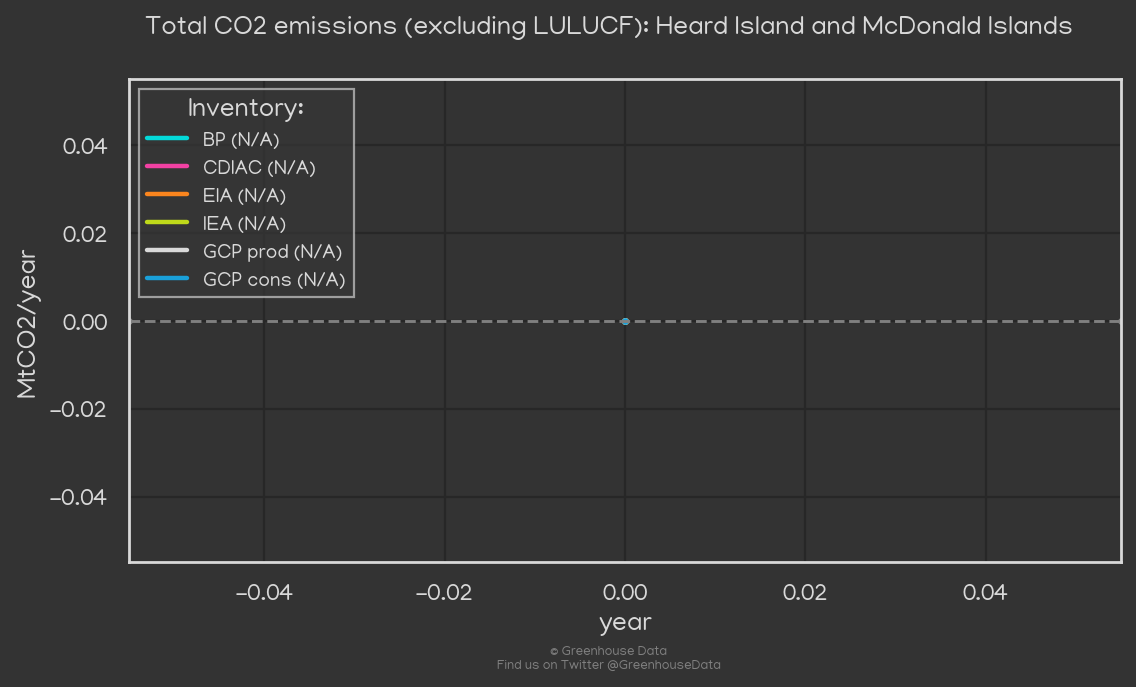 Total CO2 emissions (excluding LULUCF): Heard Island and McDonald Islands
Inventory:
BP (N/A)
CDIAC (N/A)
EIA (N/A)
IEA (N/A)
GCP prod (N/A)
GCP cons (N/A)
MtCO2/year
0.04
0.02
0.00
−0.02
−0.04
−0.04
−0.02
0.00
0.02
0.04
year
© Greenhouse Data
Find us on Twitter @GreenhouseData